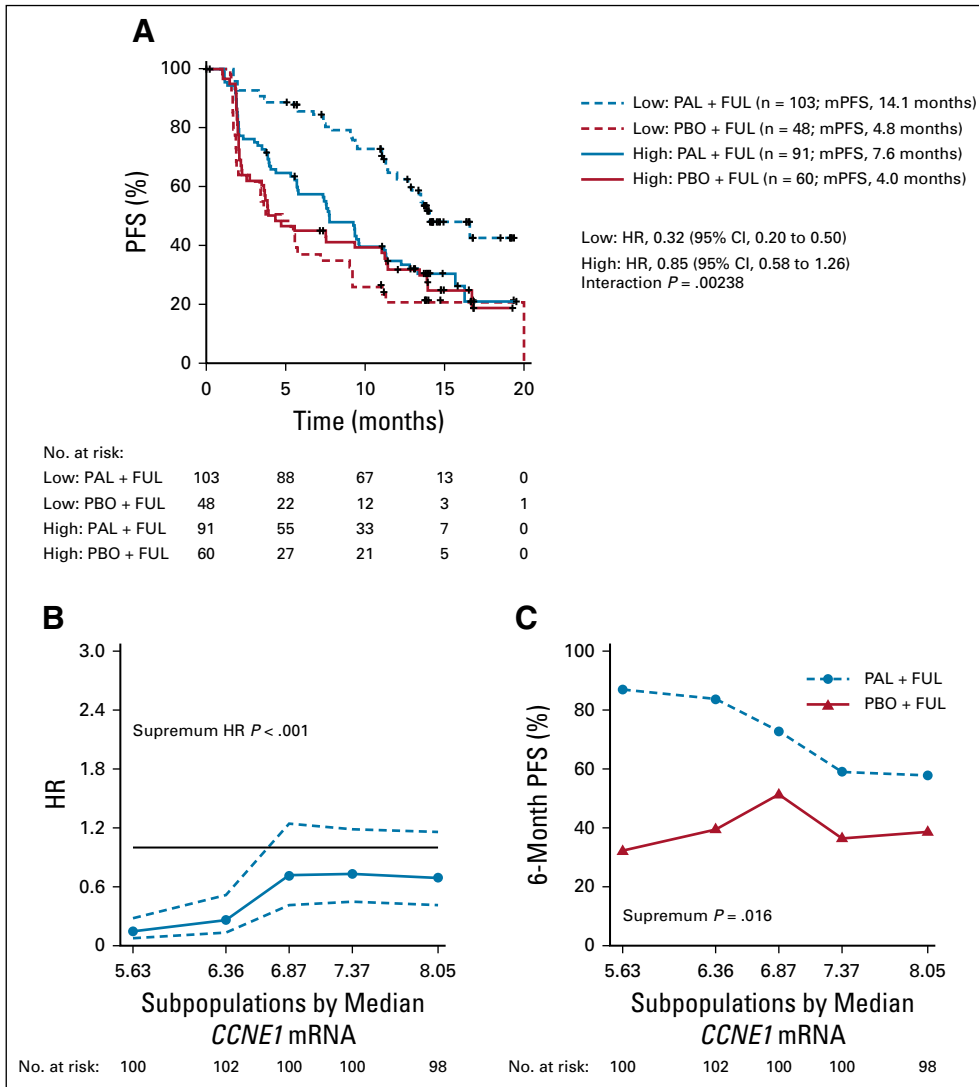 A
100
80
60
40
20
0
PFS (%)
0 5 10 15 20
Time (months)
Low: PAL + FUL (n = 103; mPFS, 14.1 months)
Low: PBO + FUL (n = 48; mPFS, 4.8 months)
High: PAL + FUL (n = 91; mPFS, 7.6 months)
High: PBO + FUL (n = 60; mPFS, 4.0 months)
Low: HR, 0.32 (95% CI, 0.20 to 0.50)
High: HR, 0.85 (95% CI, 0.58 to 1.26)
Interaction P = .00238
No. at risk:
Low: PAL + FUL 103 88 67 13 0
Low: PBO + FUL 48 22 12 3 1
High: PAL + FUL 91 55 33 7 0
High: PBO + FUL 60 27 21 5 0
B
3.0
2.4
1.8
1.2
0.6
0
HR
Supremum HR P < .001
5.63 6.36 6.87 7.37 8.05
Subpopulations by Median
CCNE1 mRNA
No. at risk: 100 102 100 100 98
C
100
80
60
40
20
0
6-Month PFS (%)
PAL + FUL
PBO + FUL
Supremum P = .016
5.63 6.36 6.87 7.37 8.05
Subpopulations by Median
CCNE1 mRNA
No. at risk: 100 102 100 100 98